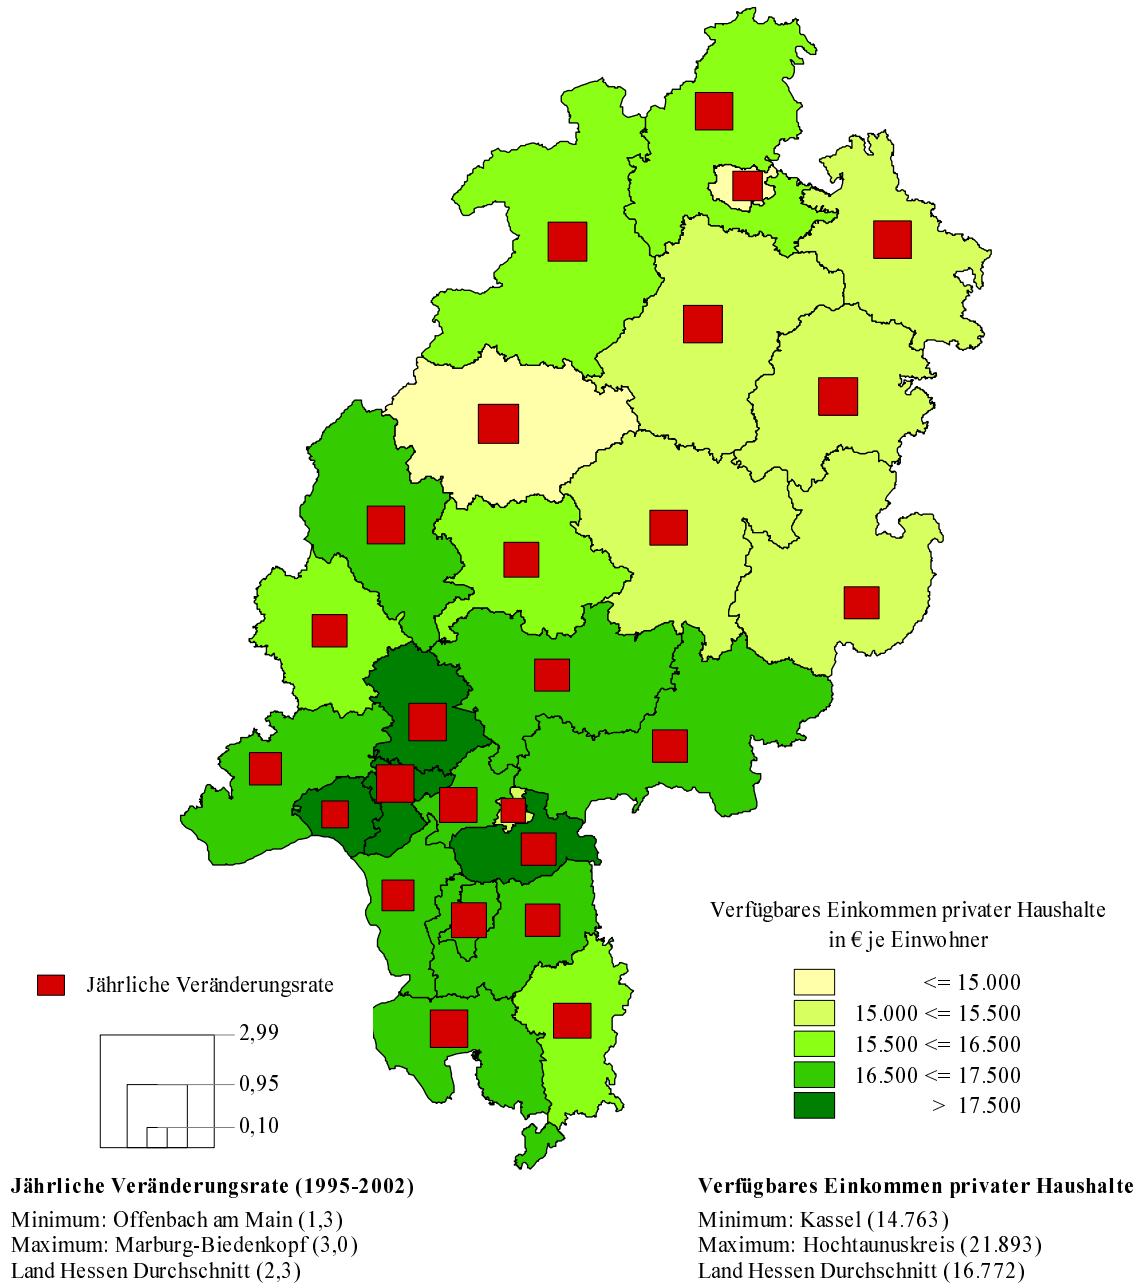 Verfügbares Einkommen privater Haushalte
in € je Einwohner
<= 15.000
15.000 <= 15.500
15.500 <= 16.500
16.500 <= 17.500
> 17.500
Jährliche Veränderungsrate
2,99
0,95
0,10
Jährliche Veränderungsrate (1995-2002)
Minimum: Offenbach am Main (1,3)
Maximum: Marburg-Biedenkopf (3,0)
Land Hessen Durchschnitt (2,3)
Verfügbares Einkommen privater Haushalte
Minimum: Kassel (14.763)
Maximum: Hochtaunuskreis (21.893)
Land Hessen Durchschnitt (16.772)